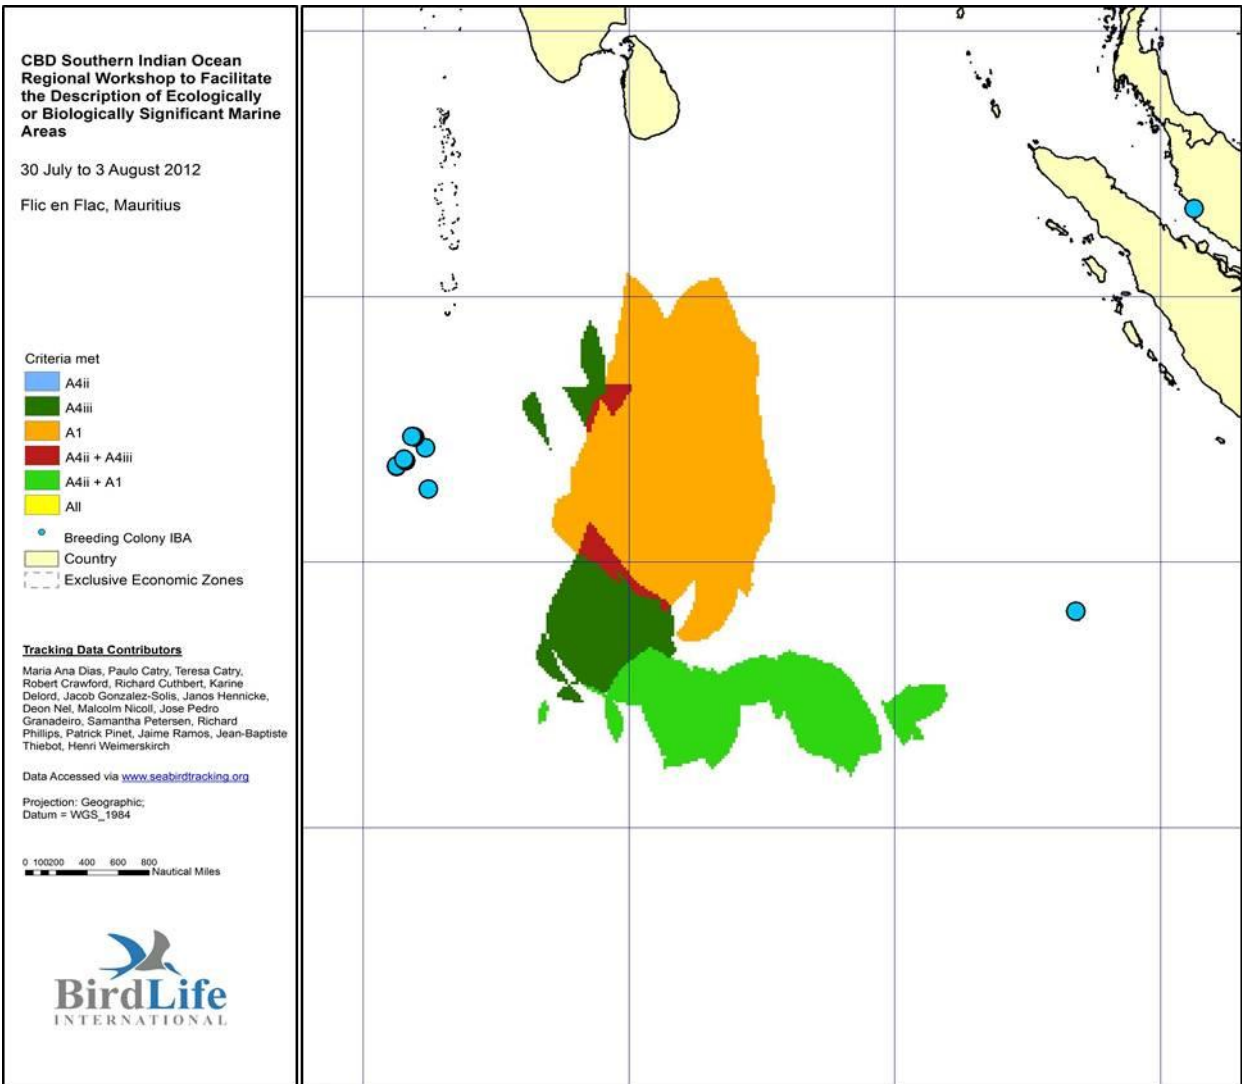 CBD Southern Indian Ocean
Regional Workshop to Facilitate
the Description of Ecologically
or Biologically Significant Marine
Areas
30 July to 3 August 2012
Flic en Flac, Mauritius
Criteria met
A4ii
A4iii
A1
A4ii + A4iii
A4ii + A1
All
Breeding Colony IBA
Country
Exclusive Economic Zones
Tracking Data Contributors
Maria Ana Dias, Paulo Catry, Teresa Catry,
Robert Crawford, Richard Cuthbert, Karine
Delord, Jacob Gonzalez-Solis, Janos Hennicke,
Deon Nel, Malcolm Nicoll, Jose Pedro
Granadeiro, Samantha Petersen, Richard
Phillips, Patrick Pinet, Jaime Ramos, Jean-Baptiste
Thiebot, Henri Weimerskirch
Data Accessed via www.seabirdtracking.org
Projection: Geographic;
Datum = WGS_1984
0 100200 400 600 800
Nautical Miles
BirdLife
INTERNATIONAL